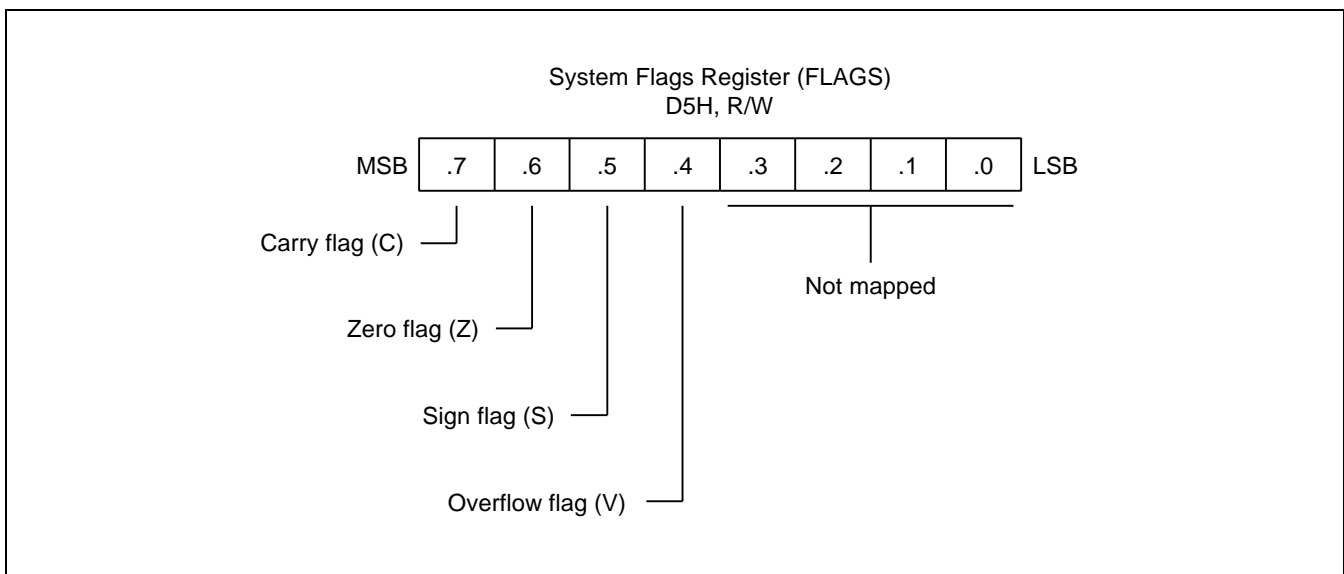 System Flags Register (FLAGS)
D5H, R/W
MSB .7 .6 .5 .4 .3 .2 .1 .0 LSB
Carry flag (C)
Not mapped
Zero flag (Z)
Sign flag (S)
Overflow flag (V)